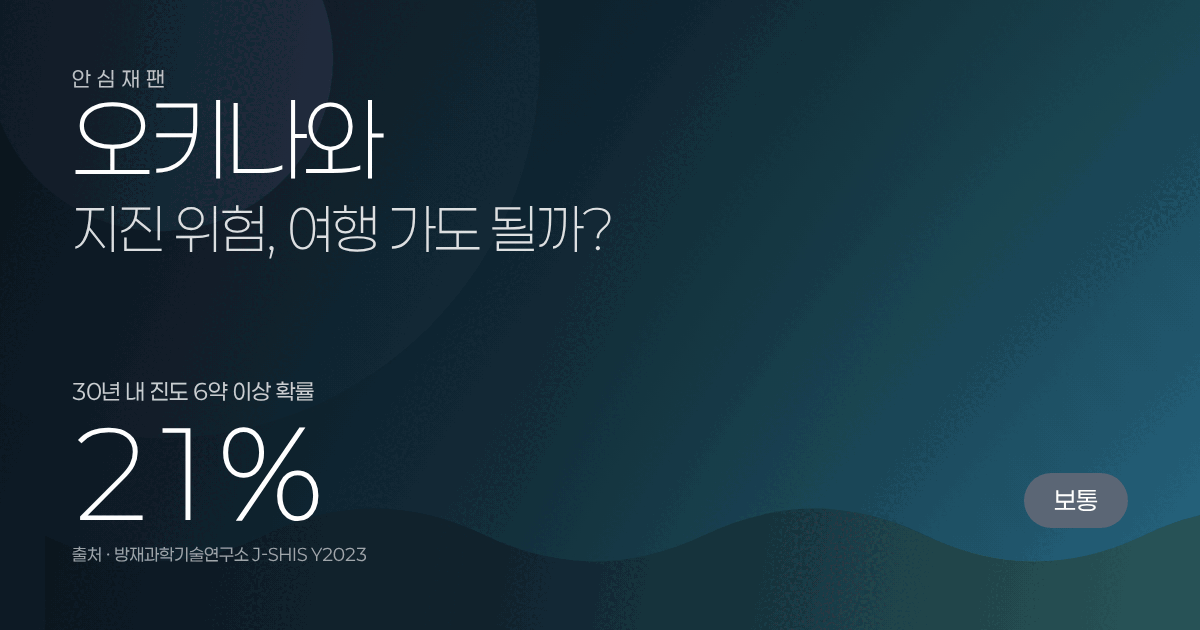 안심재팬
오키나와
지진 위험, 여행 가도 될까?
30년 내 진도 6약 이상 확률
21%
보통
출처 · 방재과학기술연구소 J-SHIS Y2023